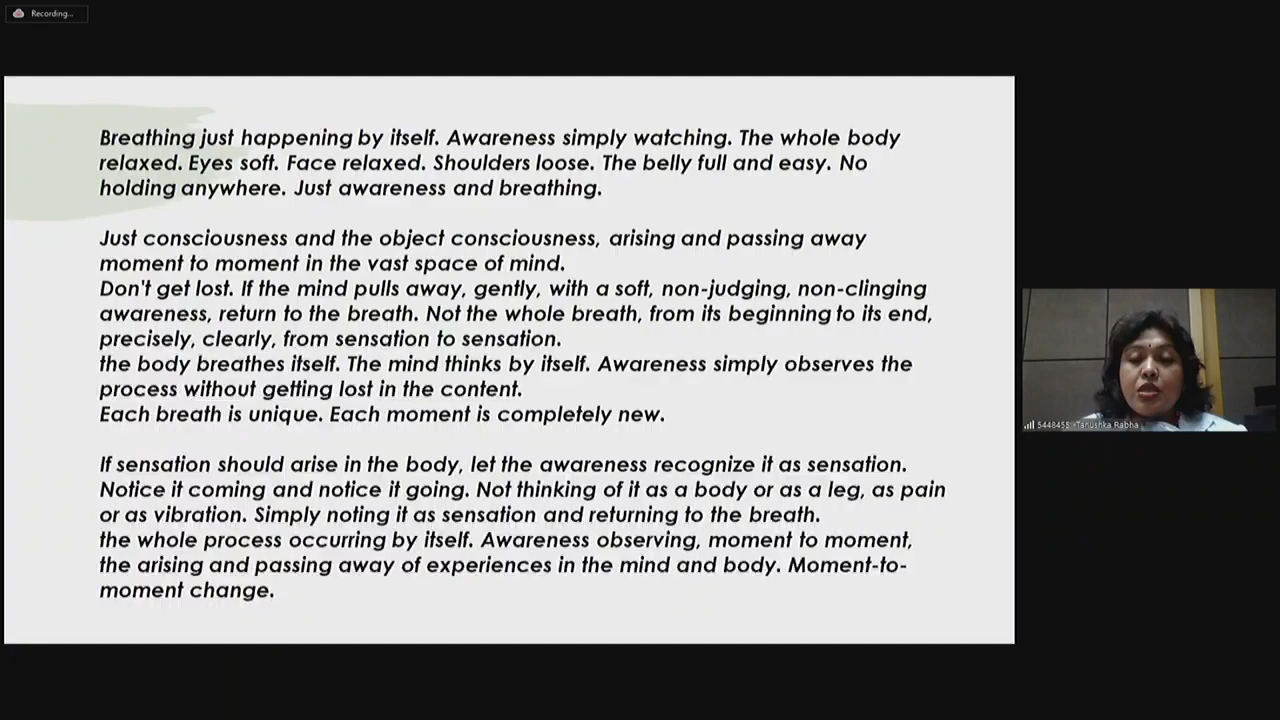 Recording...
Breathing just happening by itself. Awareness simply watching. The whole body
relaxed. Eyes soft. Face relaxed. Shoulders loose. The belly full and easy. No
holding anywhere. Just awareness and breathing.
Just consciousness and the object consciousness, arising and passing away
moment to moment in the vast space of mind.
Don't get lost. If the mind pulls away, gently, with a soft, non-judging, non-clinging
awareness, return to the breath. Not the whole breath, from its beginning to its end,
precisely, clearly, from sensation to sensation.
the body breathes itself. The mind thinks by itself. Awareness simply observes the
process without getting lost in the content.
Each breath is unique. Each moment is completely new.
If sensation should arise in the body, let the awareness recognize it as sensation.
Notice it coming and notice it going. Not thinking of it as a body or as a leg, as pain
or as vibration. Simply noting it as sensation and returning to the breath.
the whole process occurring by itself. Awareness observing, moment to moment,
the arising and passing away of experiences in the mind and body. Moment-to-
moment change.
Tanushka Rabha